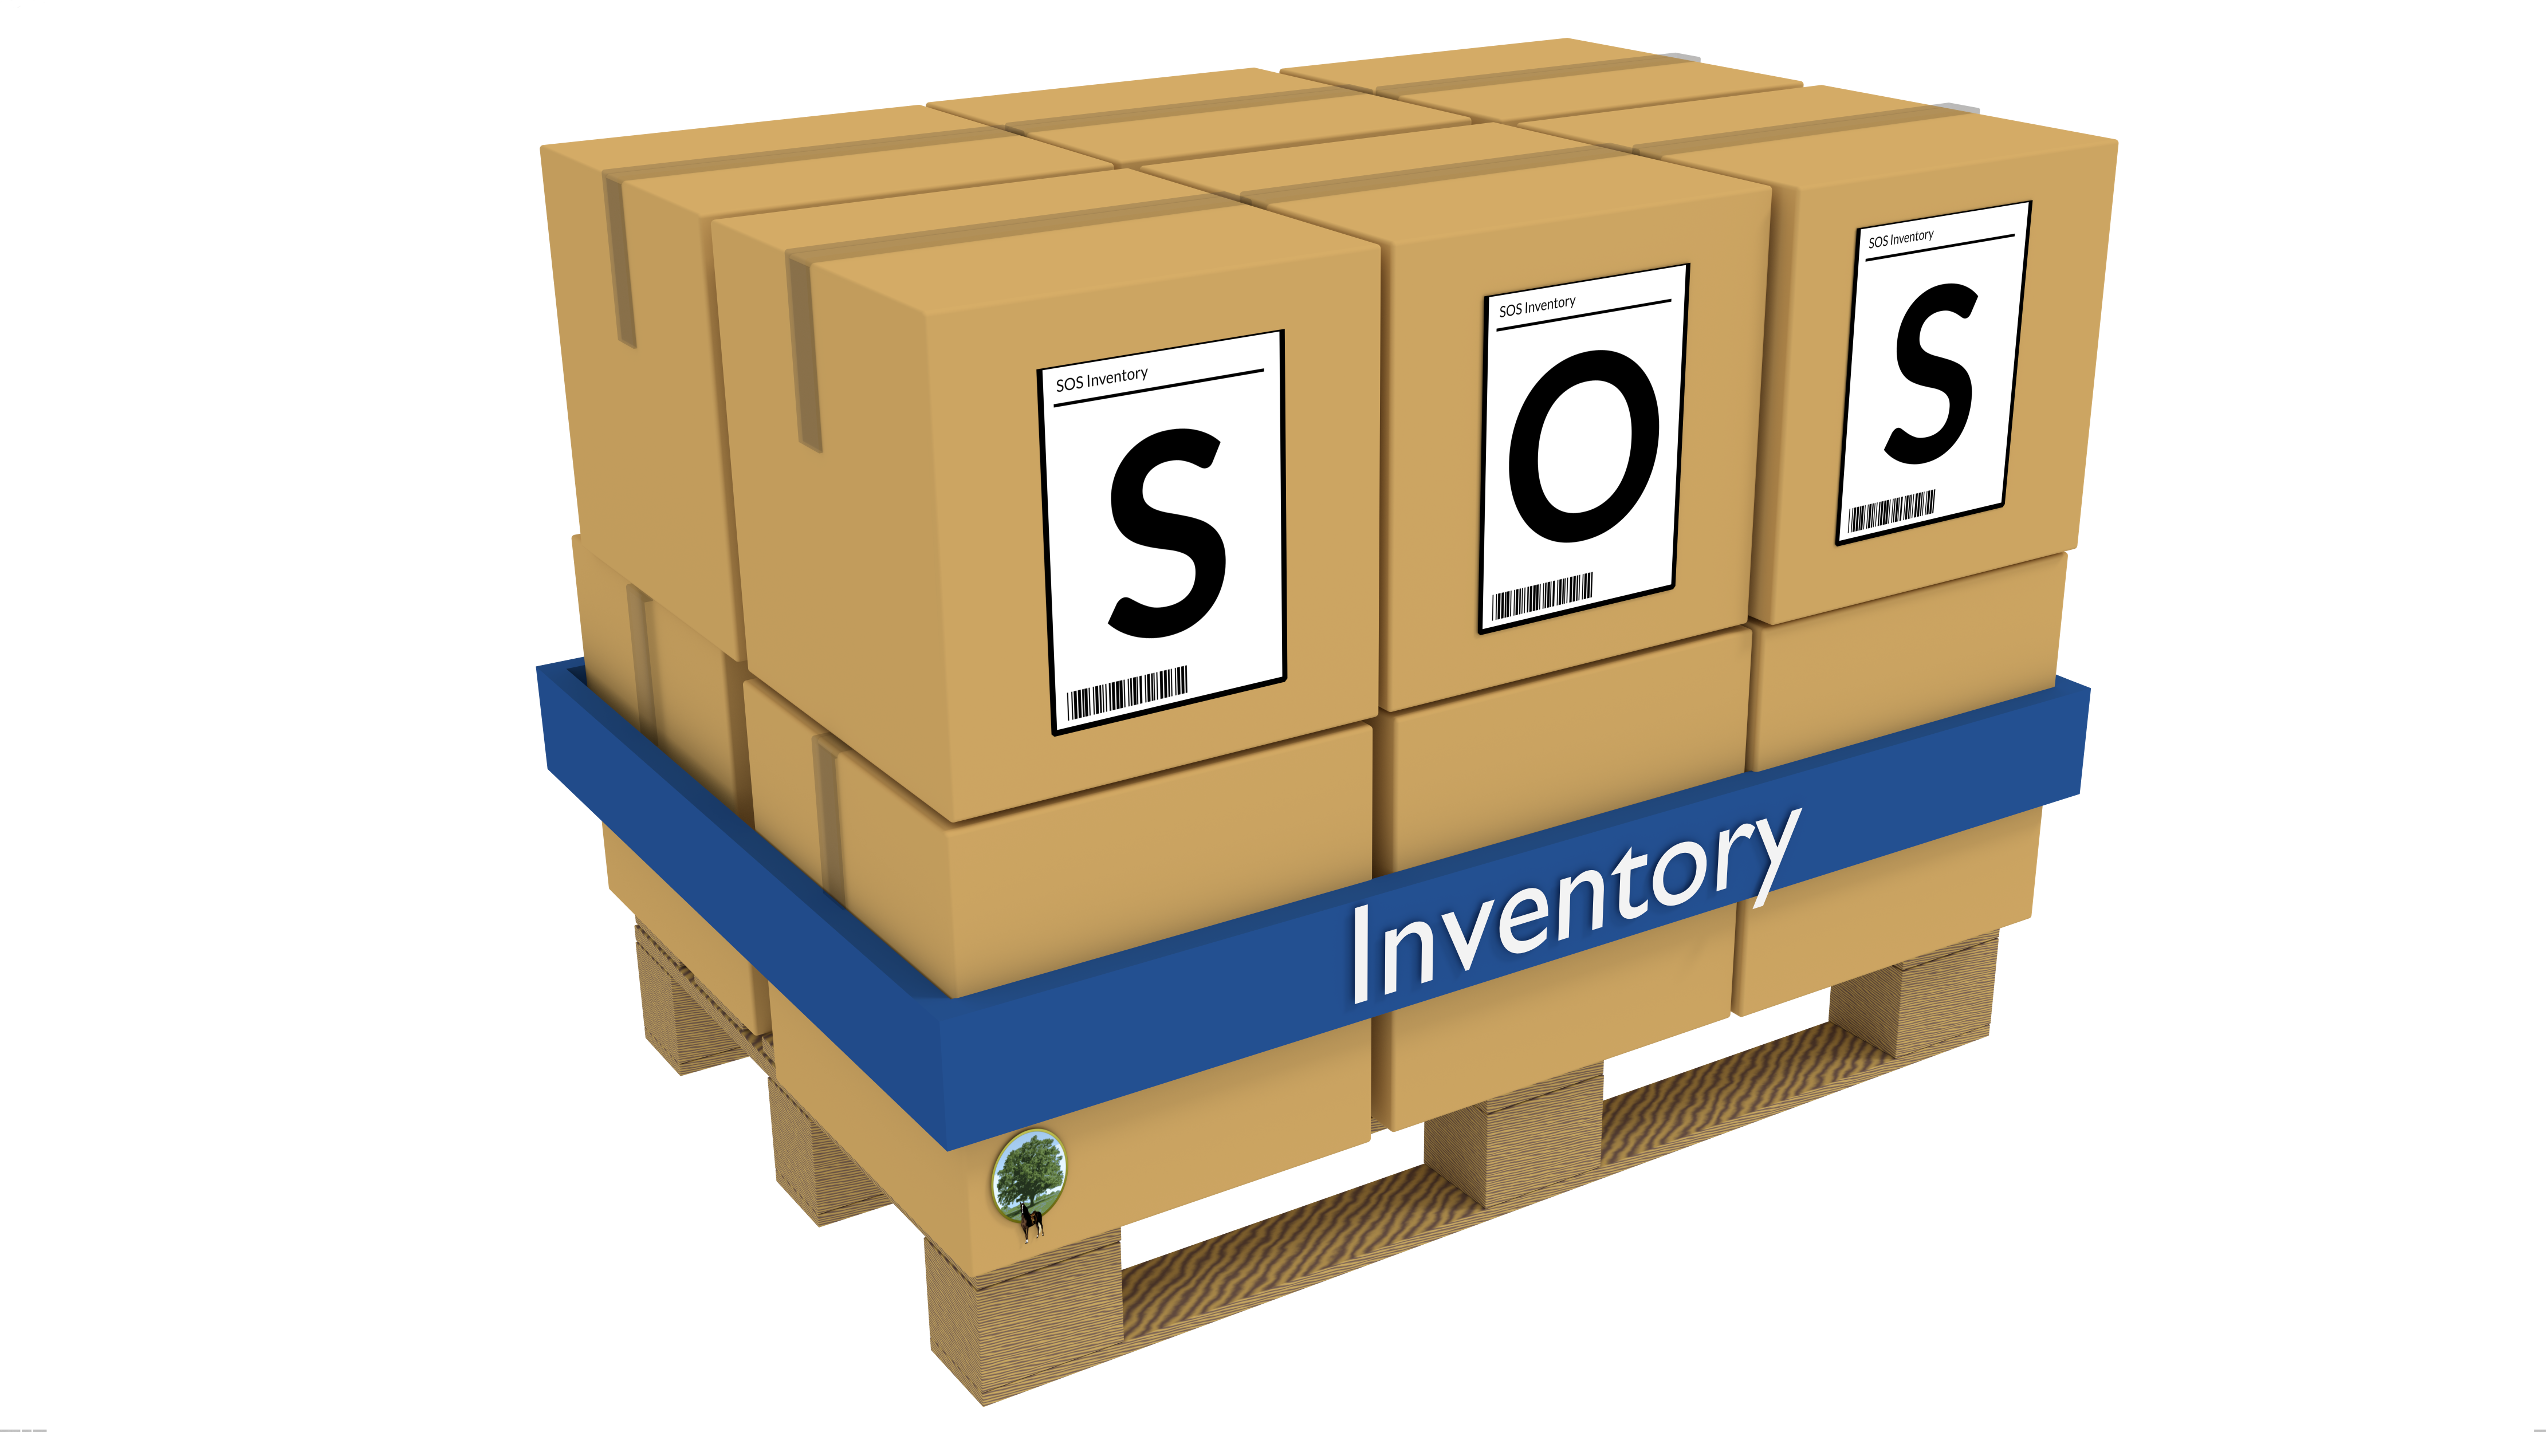 SOS Inventory
S
SOS Inventory
O
SOS Inventory
S
Inventory